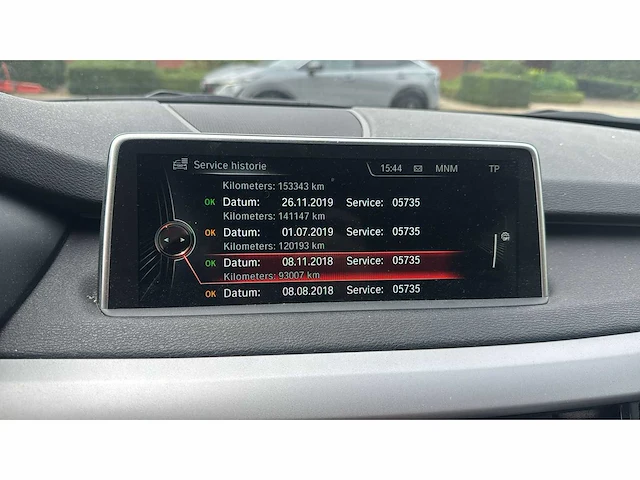 Service historie
15:44 MNM TP
Kilometers: 153343 km
OK Datum: 26.11.2019 Service: 05735
Kilometers: 141147 km
OK Datum: 01.07.2019 Service: 05735
Kilometers: 120193 km
OK Datum: 08.11.2018 Service: 05735
Kilometers: 93007 km
OK Datum: 08.08.2018 Service: 05735